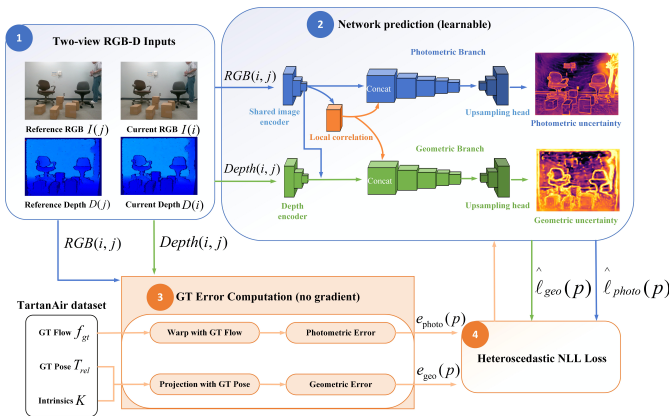 1
Two-view RGB-D Inputs
Reference RGB I(j)
Current RGB I(i)
Reference Depth D(j)
Current Depth D(i)
RGB(i, j)
Depth(i, j)
2
Network prediction (learnable)
RGB(i, j)
Shared image encoder
Local correlation
Photometric Branch
Concat
Upsampling head
Photometric uncertainty
Depth(i, j)
Depth encoder
Geometric Branch
Concat
Upsampling head
Geometric uncertainty
TartanAir dataset
GT Flow f_gt
GT Pose T_rel
Intrinsics K
3
GT Error Computation (no gradient)
Warp with GT Flow
Photometric Error
Projection with GT Pose
Geometric Error
e_photo(p)
e_geo(p)
ℓ̂_geo(p)
ℓ̂_photo(p)
4
Heteroscedastic NLL Loss